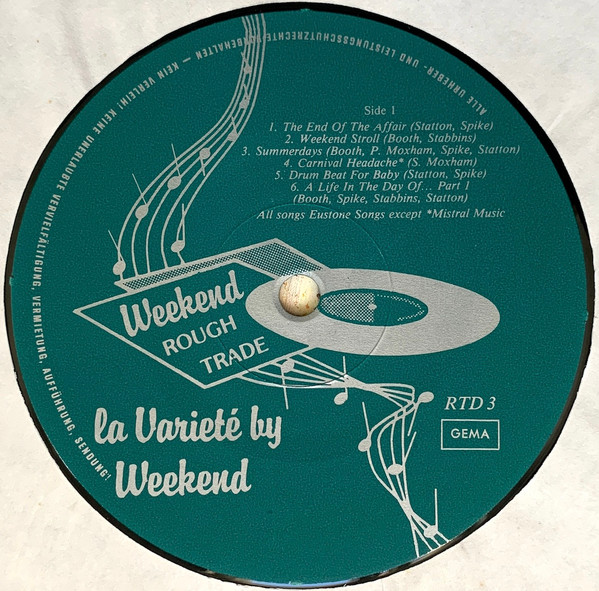 Side 1
1. The End Of The Affair (Statton, Spike)
2. Weekend Stroll (Booth, Stabbins)
3. Summerdays (Booth, P. Moxham, Spike, Statton)
4. Carnival Headache* (S. Moxham)
5. Drum Beat For Baby (Statton, Spike)
6. A Life In The Day Of... Part 1
(Booth, Spike, Stabbins, Statton)
All songs Eustone Songs except *Mistral Music
Weekend
ROUGH
TRADE
RTD 3
GEMA
la Varieté by
Weekend
ALLE URHEBER- UND LEISTUNGSSCHUTZRECHTE VORBEHALTEN — KEIN VERLEIH! KEINE UNERLAUBTE VERVIELFÄLTIGUNG, VERMIETUNG, AUFFÜHRUNG, SENDUNG!